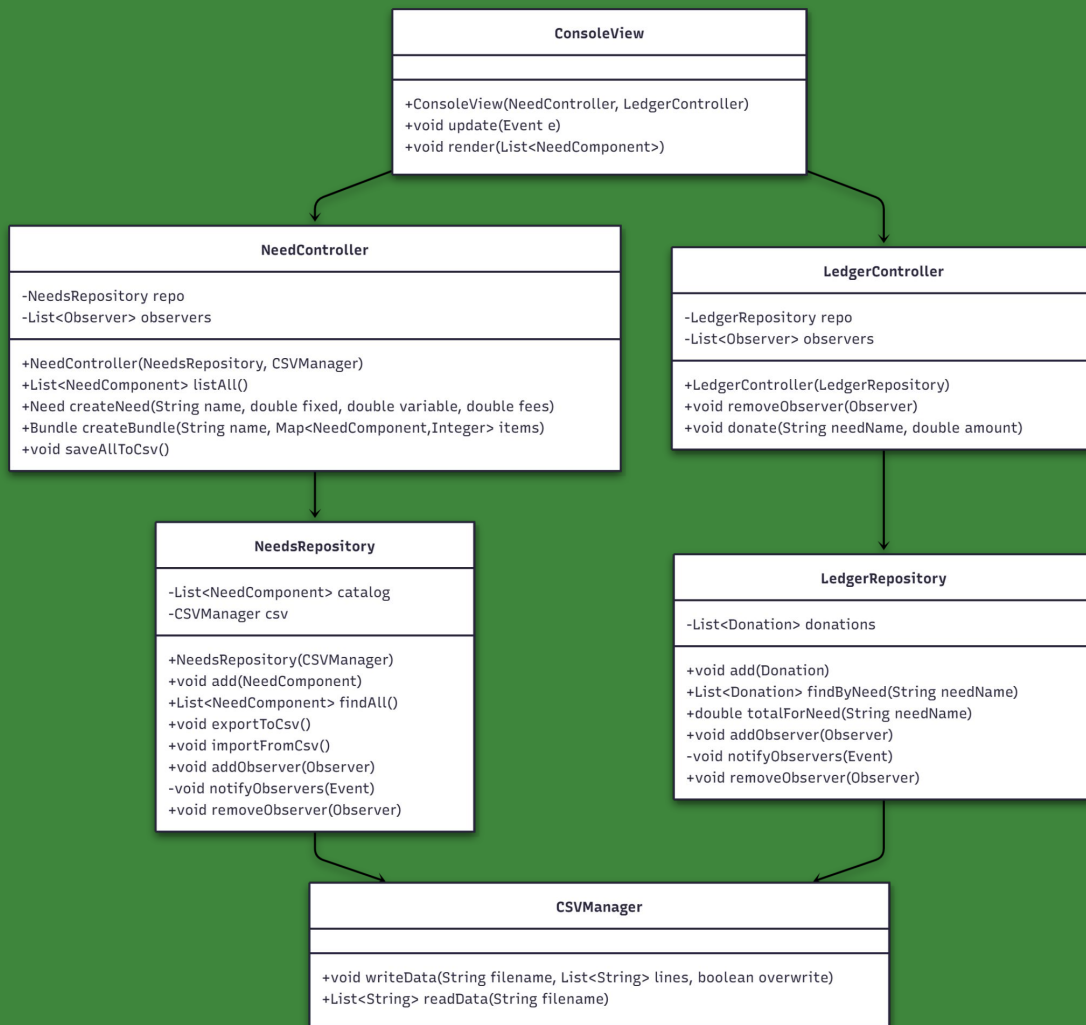 ConsoleView
+ConsoleView(NeedController, LedgerController)
+void update(Event e)
+void render(List<NeedComponent>)
NeedController
-NeedsRepository repo
-List<Observer> observers
+NeedController(NeedsRepository, CSVManager)
+List<NeedComponent> listAll()
+Need createNeed(String name, double fixed, double variable, double fees)
+Bundle createBundle(String name, Map<NeedComponent,Integer> items)
+void saveAllToCsv()
LedgerController
-LedgerRepository repo
-List<Observer> observers
+LedgerController(LedgerRepository)
+void removeObserver(Observer)
+void donate(String needName, double amount)
NeedsRepository
-List<NeedComponent> catalog
-CSVManager csv
+NeedsRepository(CSVManager)
+void add(NeedComponent)
+List<NeedComponent> findAll()
+void exportToCsv()
+void importFromCsv()
+void addObserver(Observer)
-void notifyObservers(Event)
+void removeObserver(Observer)
LedgerRepository
-List<Donation> donations
+void add(Donation)
+List<Donation> findByNeed(String needName)
+double totalForNeed(String needName)
+void addObserver(Observer)
-void notifyObservers(Event)
+void removeObserver(Observer)
CSVManager
+void writeData(String filename, List<String> lines, boolean overwrite)
+List<String> readData(String filename)